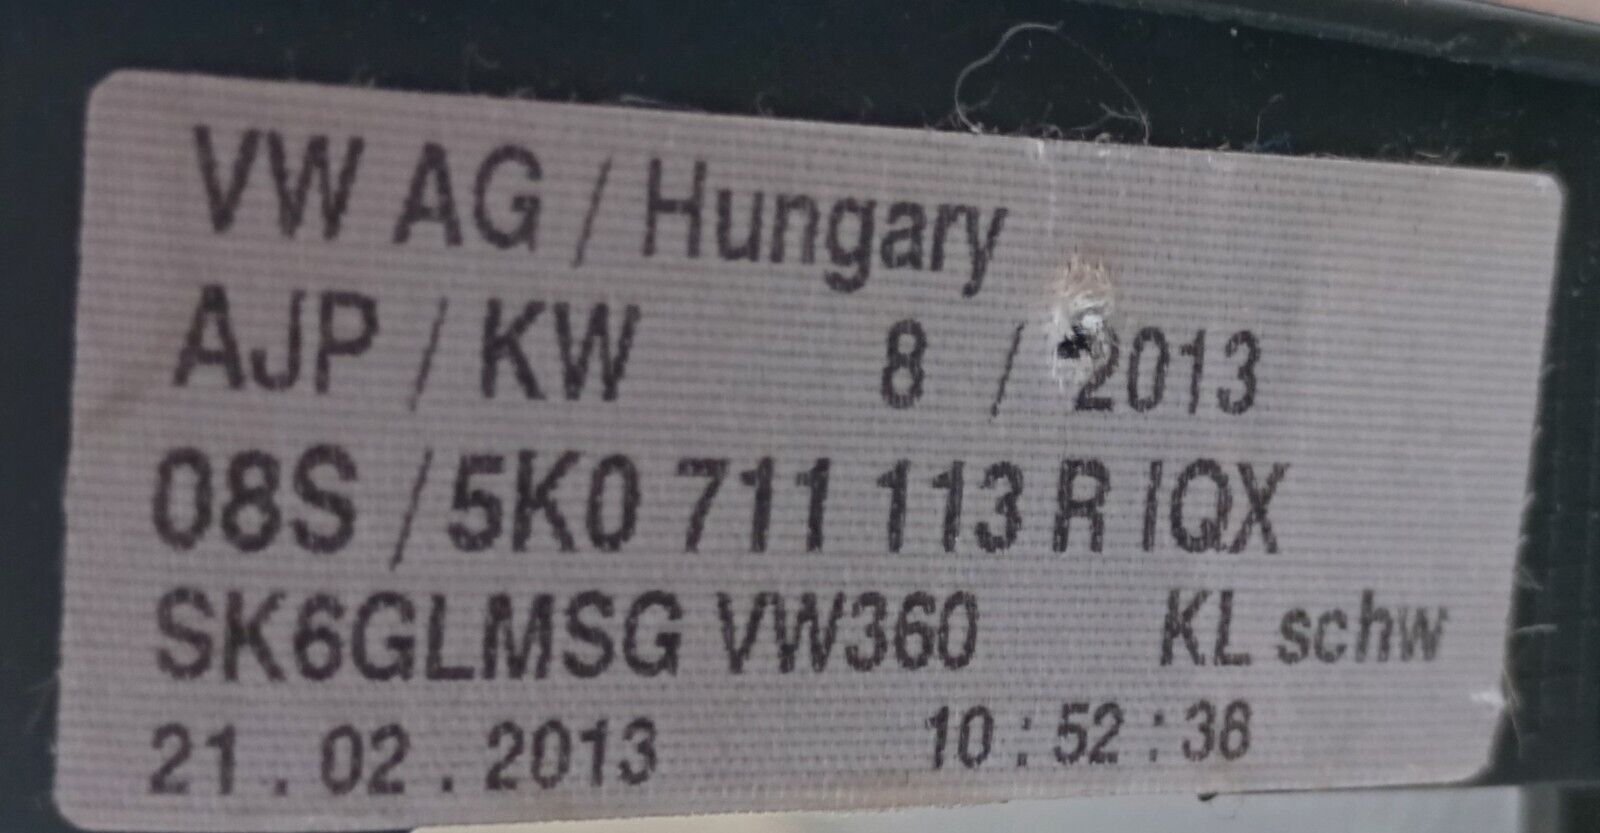 VW AG / Hungary
AJP / KW 8 / 2013
08S / 5K0 711 113 R IQX
SK6GLMSG VW360 KL schw
21 . 02 . 2013 10 : 52 : 38